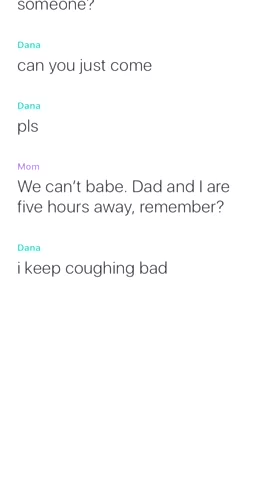 someone?
Dana
can you just come
Dana
pls
Mom
We can’t babe. Dad and I are
five hours away, remember?
Dana
i keep coughing bad